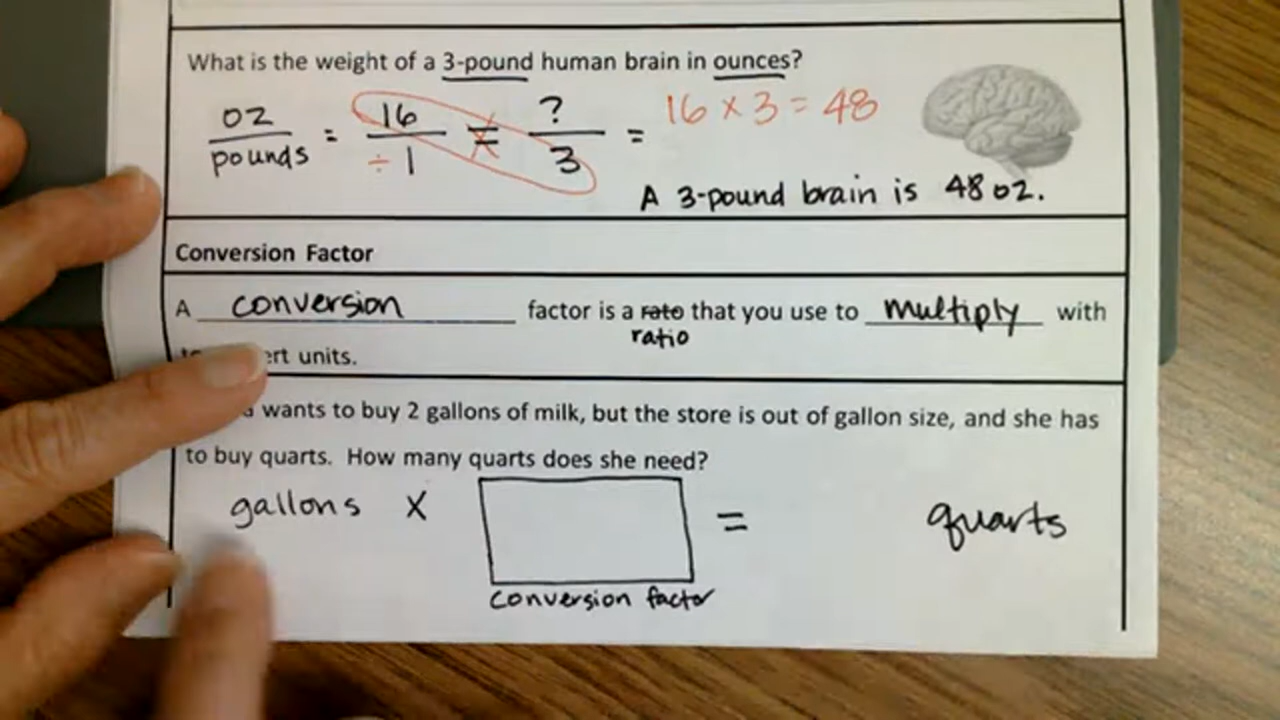 What is the weight of a 3-pound human brain in ounces?
oz/pounds = 16/÷1 = ?/3 = 16 x 3 = 48
A 3-pound brain is 48 oz.
Conversion Factor
A conversion factor is a rate that you use to multiply with
ratio
units.
wants to buy 2 gallons of milk, but the store is out of gallon size, and she has
to buy quarts. How many quarts does she need?
gallons x = quarts
conversion factor